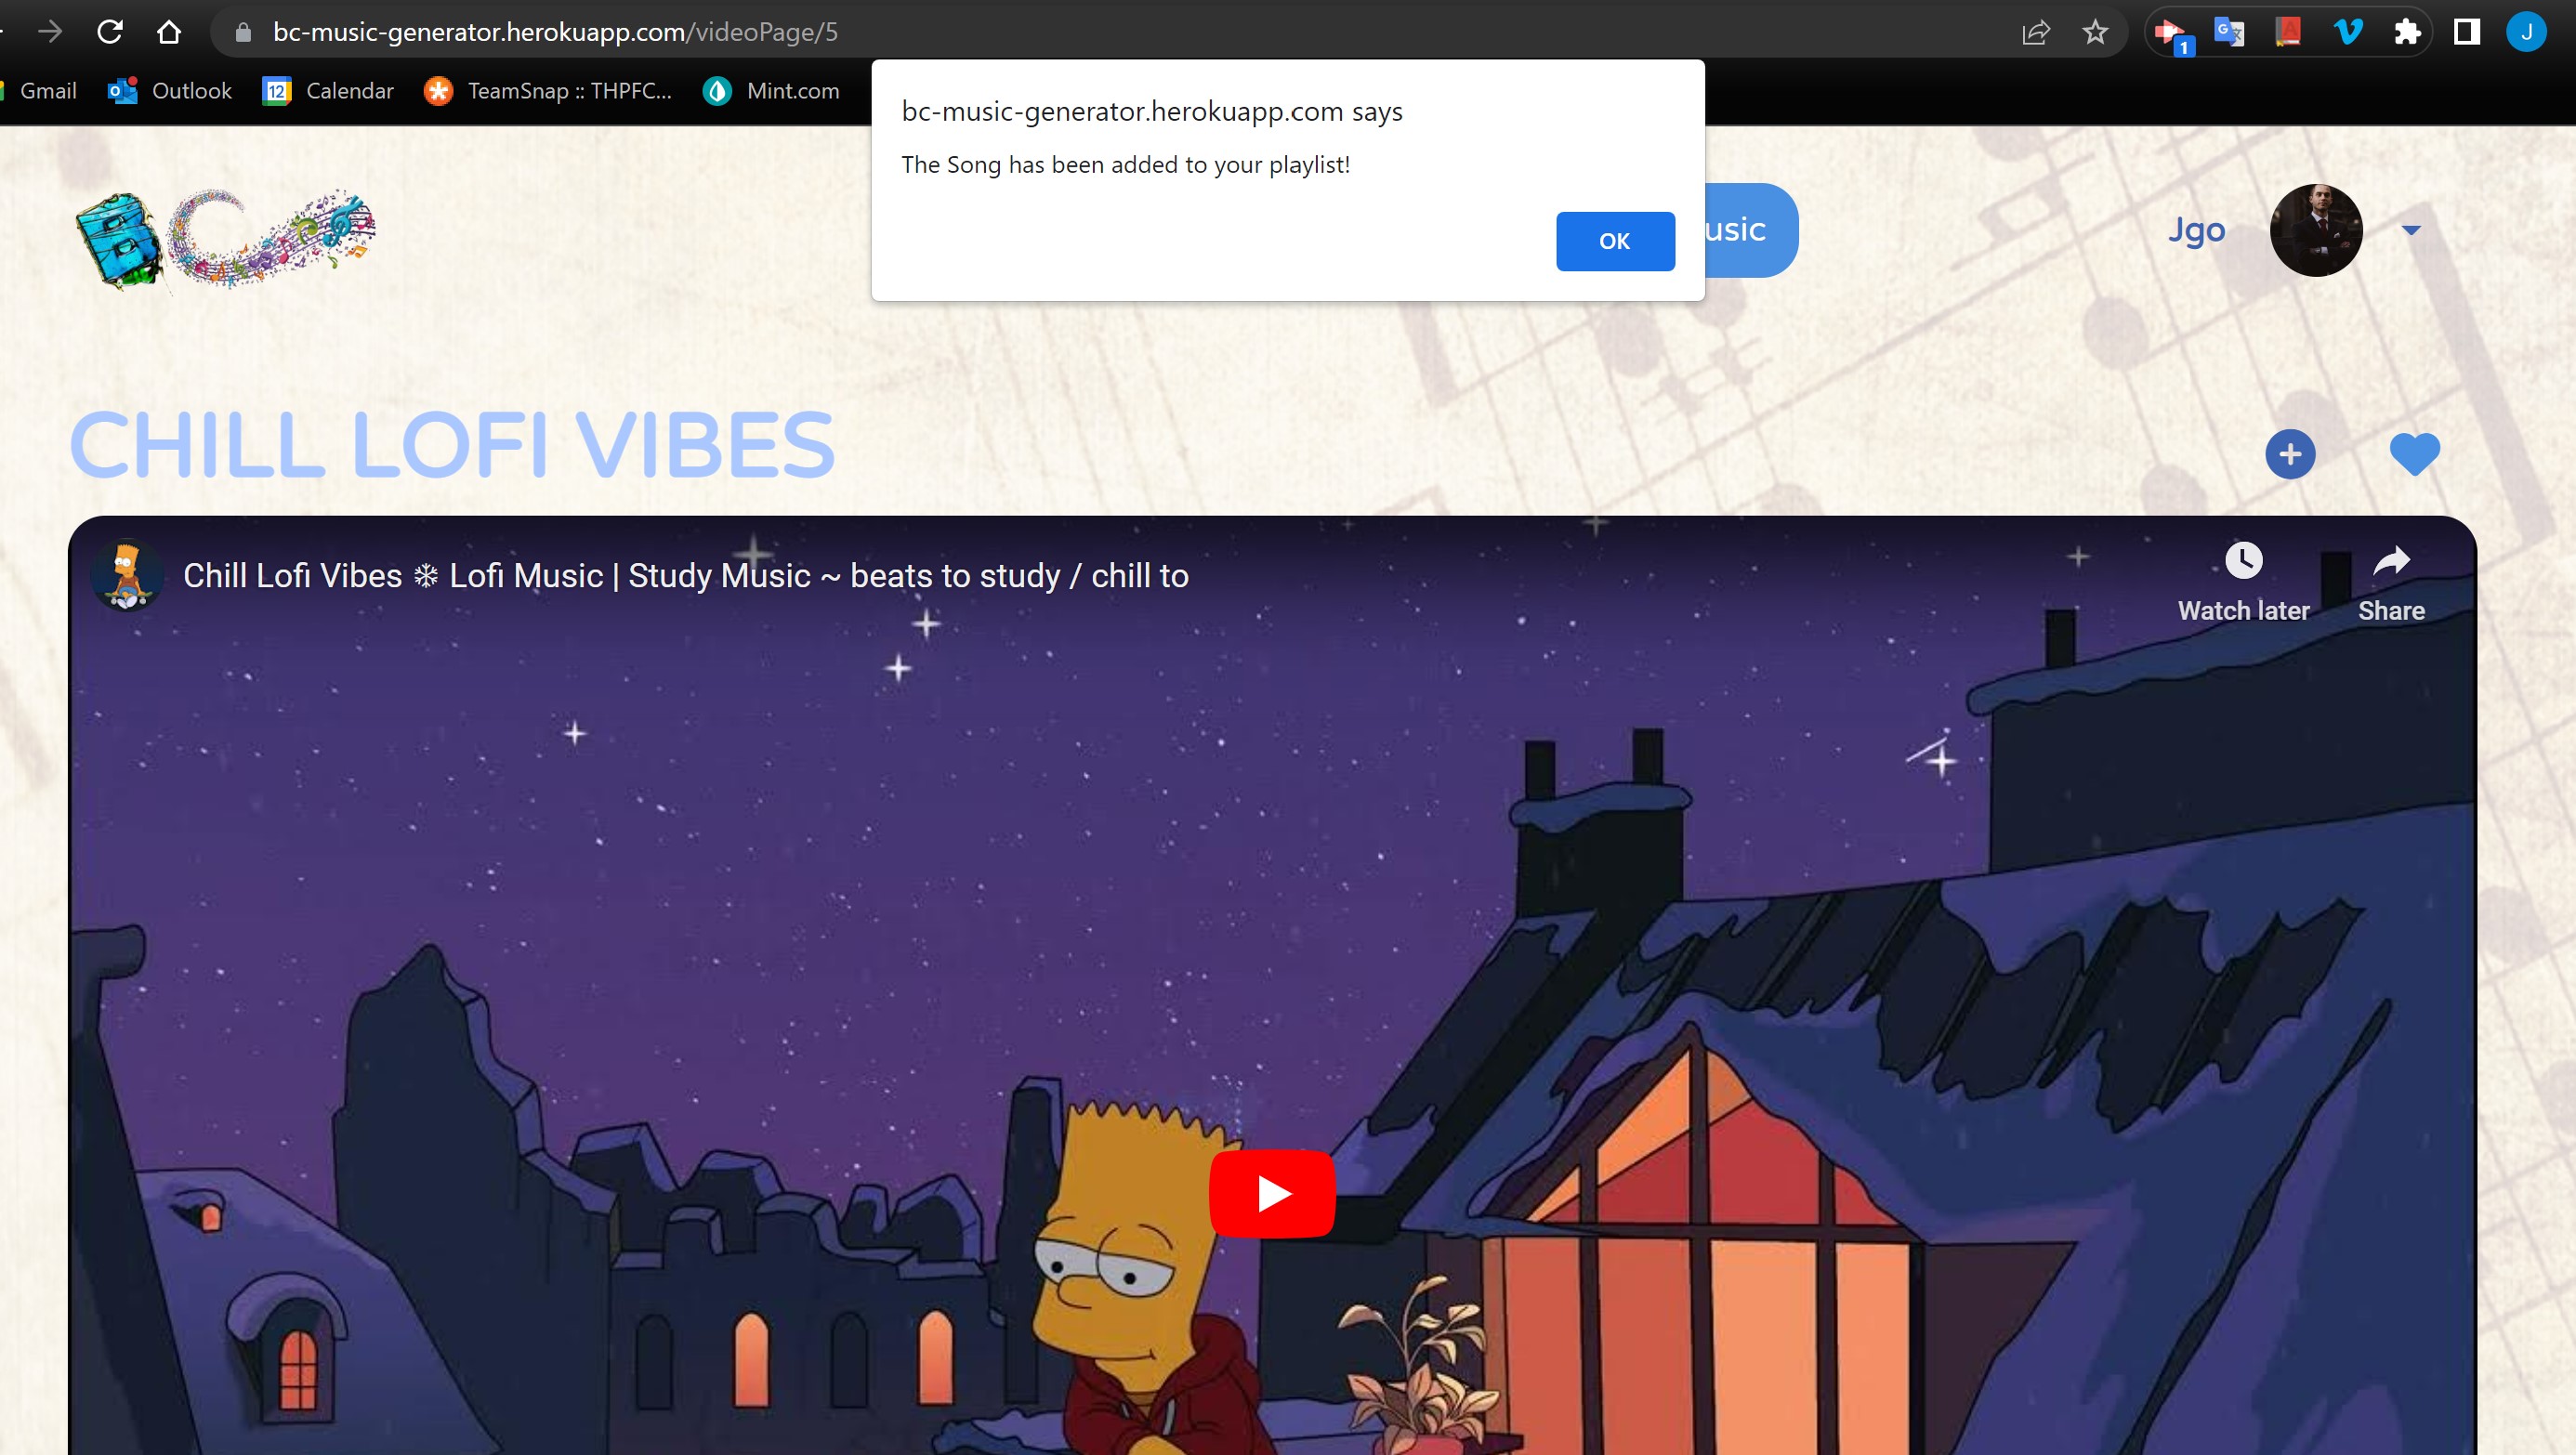 bc-music-generator.herokuapp.com/videoPage/5
1
J
Gmail
Outlook
12
Calendar
TeamSnap :: THPFC...
Mint.com
bc-music-generator.herokuapp.com says
The Song has been added to your playlist!
OK
BC
usic
Jgo
CHILL LOFI VIBES
Chill Lofi Vibes ❄ Lofi Music | Study Music ~ beats to study / chill to
Watch later
Share